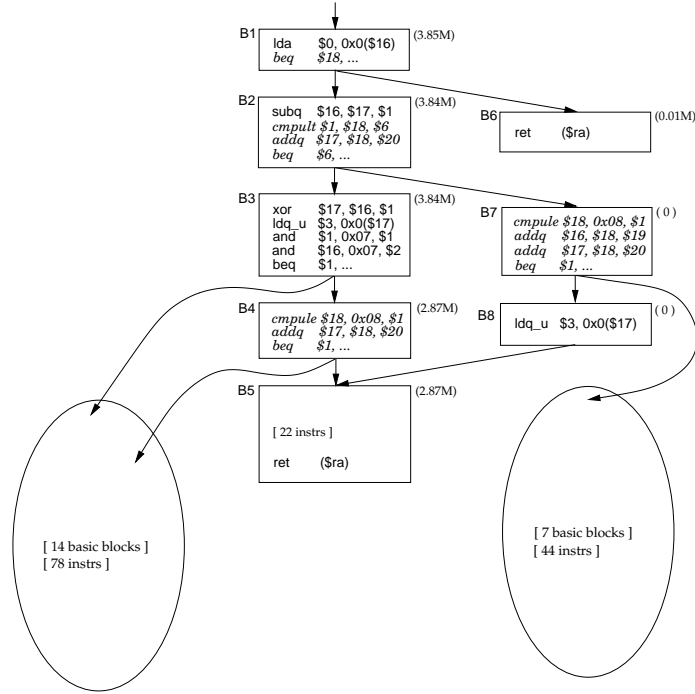 B1
(3.85M)
lda $0, 0x0($16)
beq $18, ...
B2
(3.84M)
subq $16, $17, $1
cmpult $1, $18, $6
addq $17, $18, $20
beq $6, ...
B6
(0.01M)
ret ($ra)
B3
(3.84M)
xor $17, $16, $1
ldq_u $3, 0x0($17)
and $1, 0x07, $1
and $16, 0x07, $2
beq $1, ...
B7
( 0 )
cmpule $18, 0x08, $1
addq $16, $18, $19
addq $17, $18, $20
beq $1, ...
B4
(2.87M)
cmpule $18, 0x08, $1
addq $17, $18, $20
beq $1, ...
B8
( 0 )
ldq_u $3, 0x0($17)
B5
(2.87M)
[ 22 instrs ]
ret ($ra)
[ 14 basic blocks ]
[ 78 instrs ]
[ 7 basic blocks ]
[ 44 instrs ]